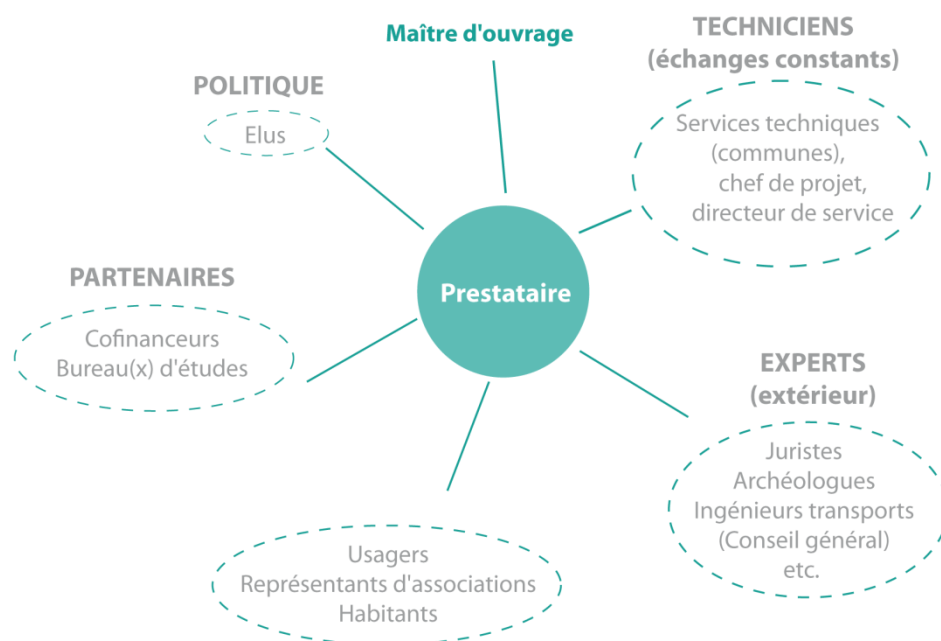 Maître d'ouvrage
TECHNICIENS
(échanges constants)
Services techniques
(communes),
chef de projet,
directeur de service
POLITIQUE
Elus
Prestataire
PARTENAIRES
Cofinanceurs
Bureau(x) d'études
EXPERTS
(extérieur)
Juristes
Archéologues
Ingénieurs transports
(Conseil général)
etc.
Usagers
Représentants d'associations
Habitants